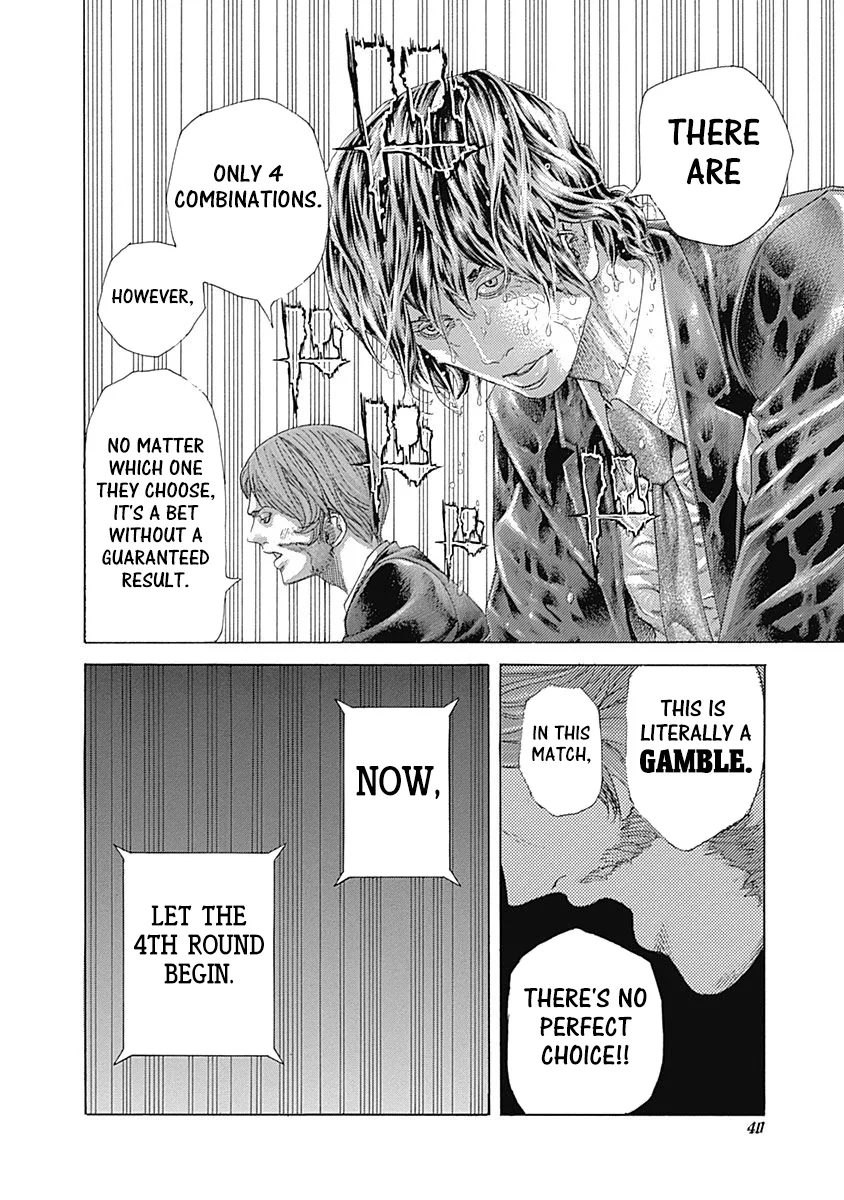 THERE
ARE
ONLY 4
COMBINATIONS.
HOWEVER,
NO MATTER
WHICH ONE
THEY CHOOSE,
IT'S A BET
WITHOUT A
GUARANTEED
RESULT.
THIS IS
LITERALLY A
GAMBLE.
IN THIS
MATCH,
THERE'S NO
PERFECT
CHOICE!!
NOW,
LET THE
4TH ROUND
BEGIN.